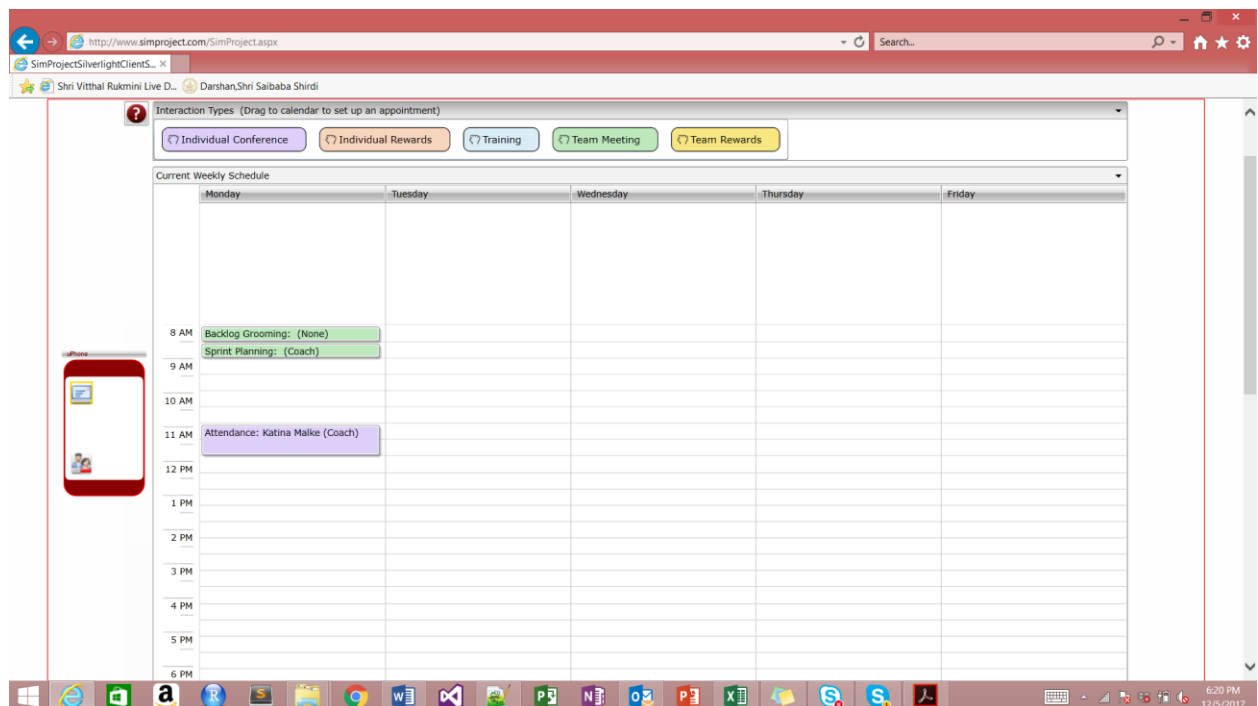 http://www.simproject.com/SimProject.aspx
Search...
SimProjectSilverlightClientS...
Shri Vitthal Rukmini Live D...
Darshan,Shri Saibaba Shirdi
Interaction Types (Drag to calendar to set up an appointment)
Individual Conference
Individual Rewards
Training
Team Meeting
Team Rewards
Current Weekly Schedule
Monday
Tuesday
Wednesday
Thursday
Friday
8 AM
Backlog Grooming: (None)
Sprint Planning: (Coach)
uPhone
9 AM
10 AM
11 AM
Attendance: Katina Malke (Coach)
12 PM
1 PM
2 PM
3 PM
4 PM
5 PM
6 PM
6:20 PM
12/5/2017